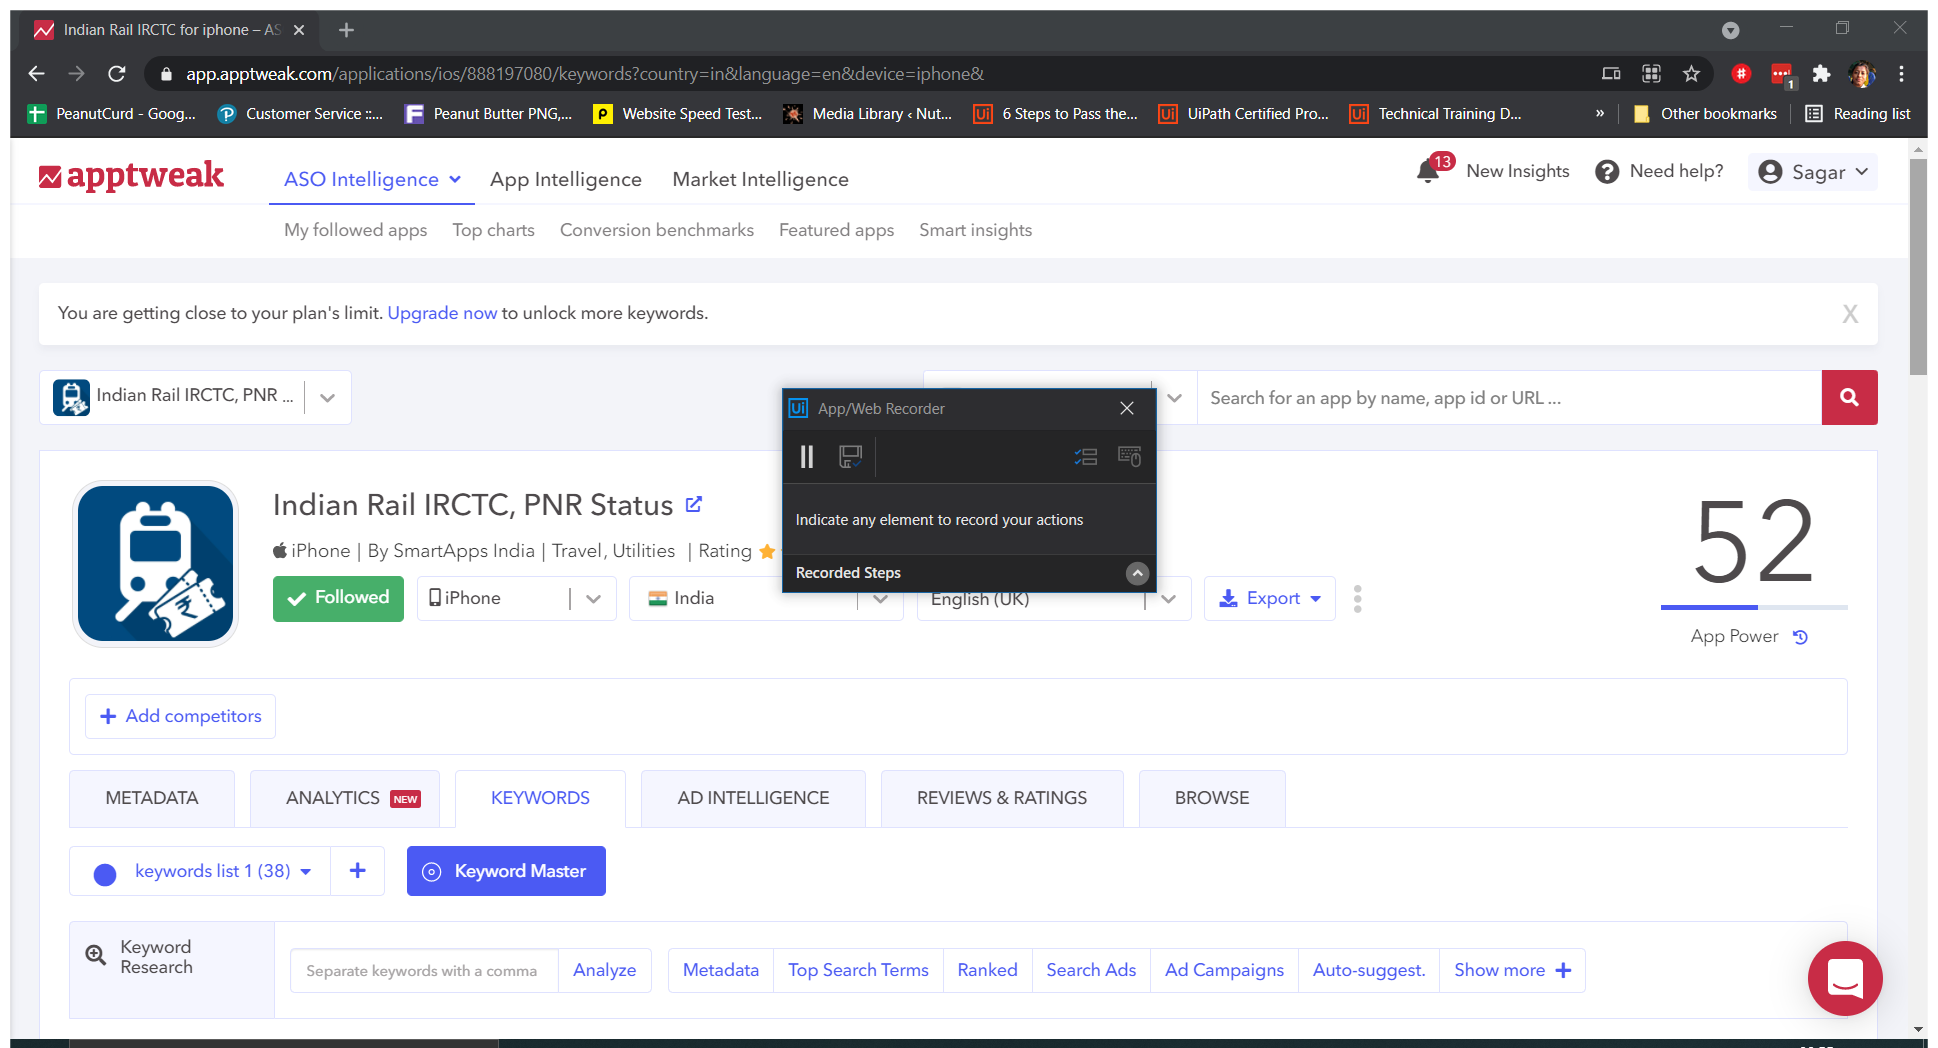 Indian Rail IRCTC for iphone – AS
app.apptweak.com/applications/ios/888197080/keywords?country=in&language=en&device=iphone&
1
PeanutCurd - Goog... Customer Service ::... Peanut Butter PNG,... Website Speed Test... Media Library ‹ Nut... 6 Steps to Pass the... UiPath Certified Pro... Technical Training D... » Other bookmarks Reading list
apptweak ASO Intelligence App Intelligence Market Intelligence 13 New Insights Need help? Sagar
My followed apps Top charts Conversion benchmarks Featured apps Smart insights
You are getting close to your plan's limit. Upgrade now to unlock more keywords. X
Indian Rail IRCTC, PNR ... Search for an app by name, app id or URL ...
Ui App/Web Recorder
Indicate any element to record your actions
Recorded Steps
Indian Rail IRCTC, PNR Status
iPhone | By SmartApps India | Travel, Utilities | Rating
Followed iPhone India English (UK) Export
52
App Power
+ Add competitors
METADATA ANALYTICS NEW KEYWORDS AD INTELLIGENCE REVIEWS & RATINGS BROWSE
keywords list 1 (38) + Keyword Master
Keyword
Research
Separate keywords with a comma Analyze Metadata Top Search Terms Ranked Search Ads Ad Campaigns Auto-suggest. Show more +